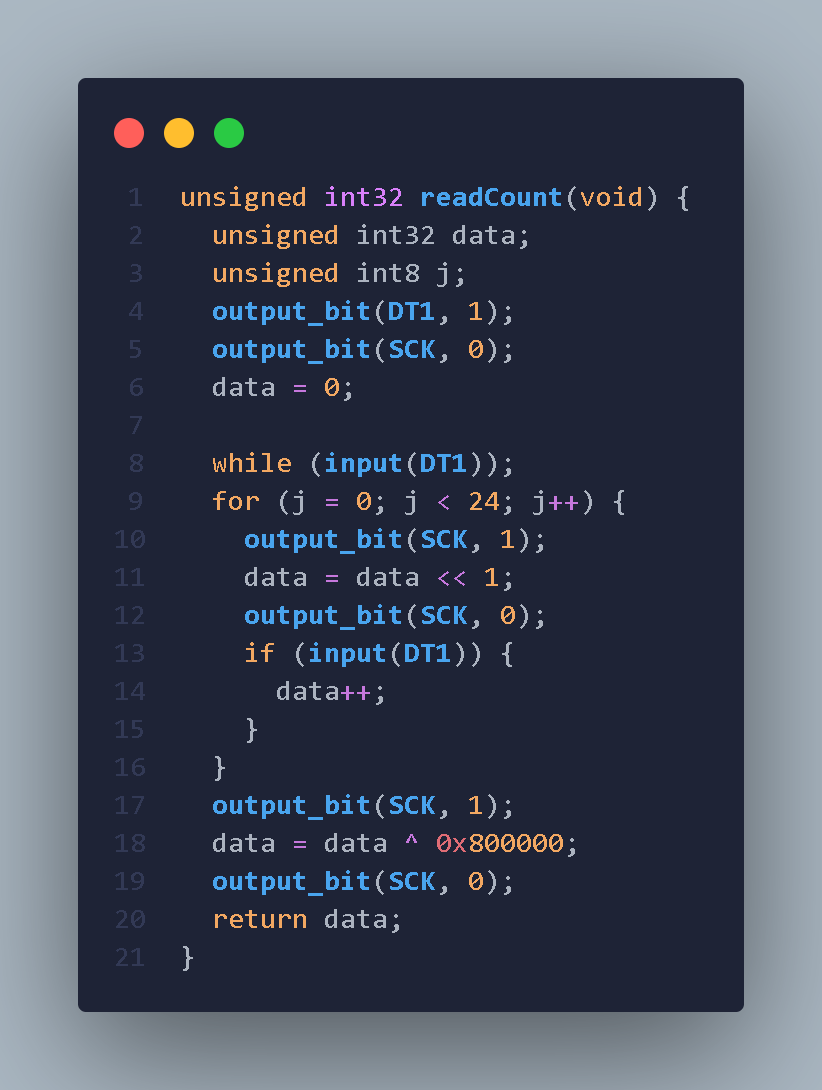 1 unsigned int32 readCount(void) {
2 unsigned int32 data;
3 unsigned int8 j;
4 output_bit(DT1, 1);
5 output_bit(SCK, 0);
6 data = 0;
7
8 while (input(DT1));
9 for (j = 0; j < 24; j++) {
10 output_bit(SCK, 1);
11 data = data << 1;
12 output_bit(SCK, 0);
13 if (input(DT1)) {
14 data++;
15 }
16 }
17 output_bit(SCK, 1);
18 data = data ^ 0x800000;
19 output_bit(SCK, 0);
20 return data;
21 }